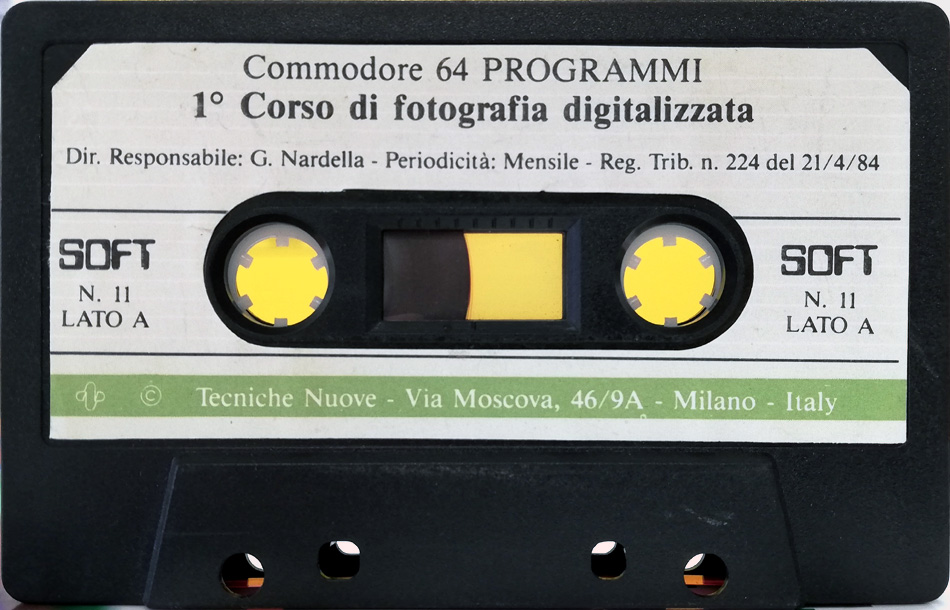 Commodore 64 PROGRAMMI
1° Corso di fotografia digitalizzata
Dir. Responsabile: G. Nardella - Periodicità: Mensile - Reg. Trib. n. 224 del 21/4/84
SOFT
N. 11
LATO A
SOFT
N. 11
LATO A
© Tecniche Nuove - Via Moscova, 46/9A - Milano - Italy